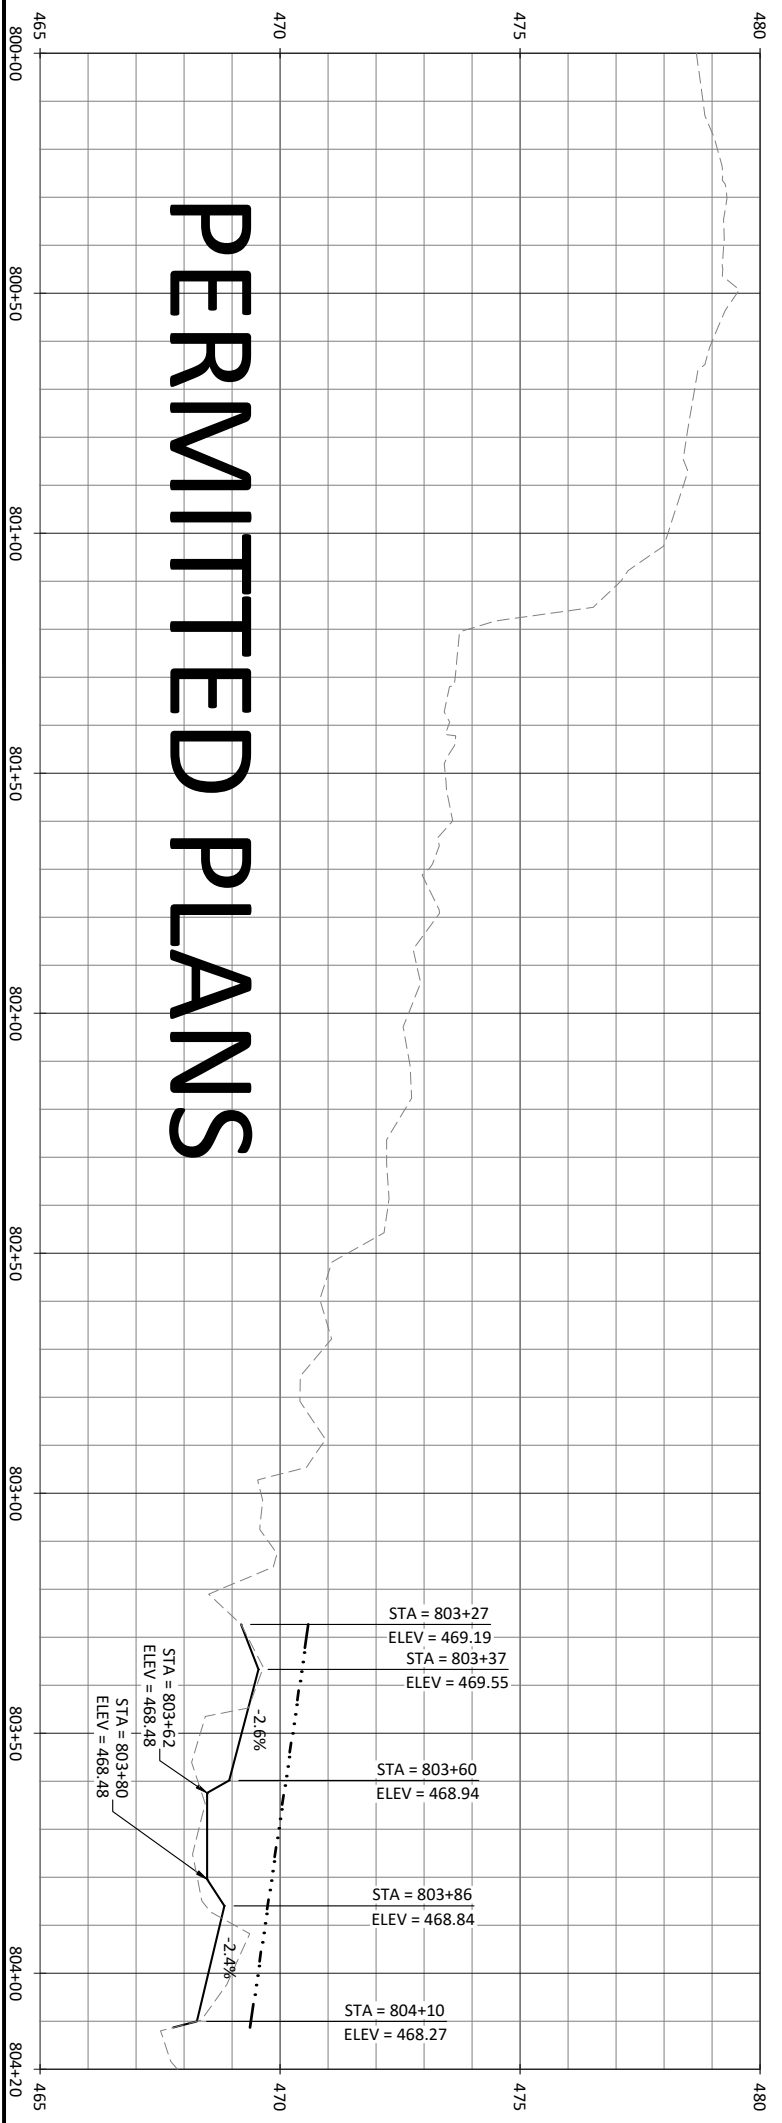 480
475
470
465
480
475
470
465
800+00
800+50
801+00
801+50
802+00
802+50
803+00
803+50
804+00
804+20
PERMITTED PLANS
STA = 803+27
ELEV = 469.19
STA = 803+37
ELEV = 469.55
-2.6%
STA = 803+60
ELEV = 468.94
STA = 803+62
ELEV = 468.48
STA = 803+80
ELEV = 468.48
STA = 803+86
ELEV = 468.84
-2.4%
STA = 804+10
ELEV = 468.27